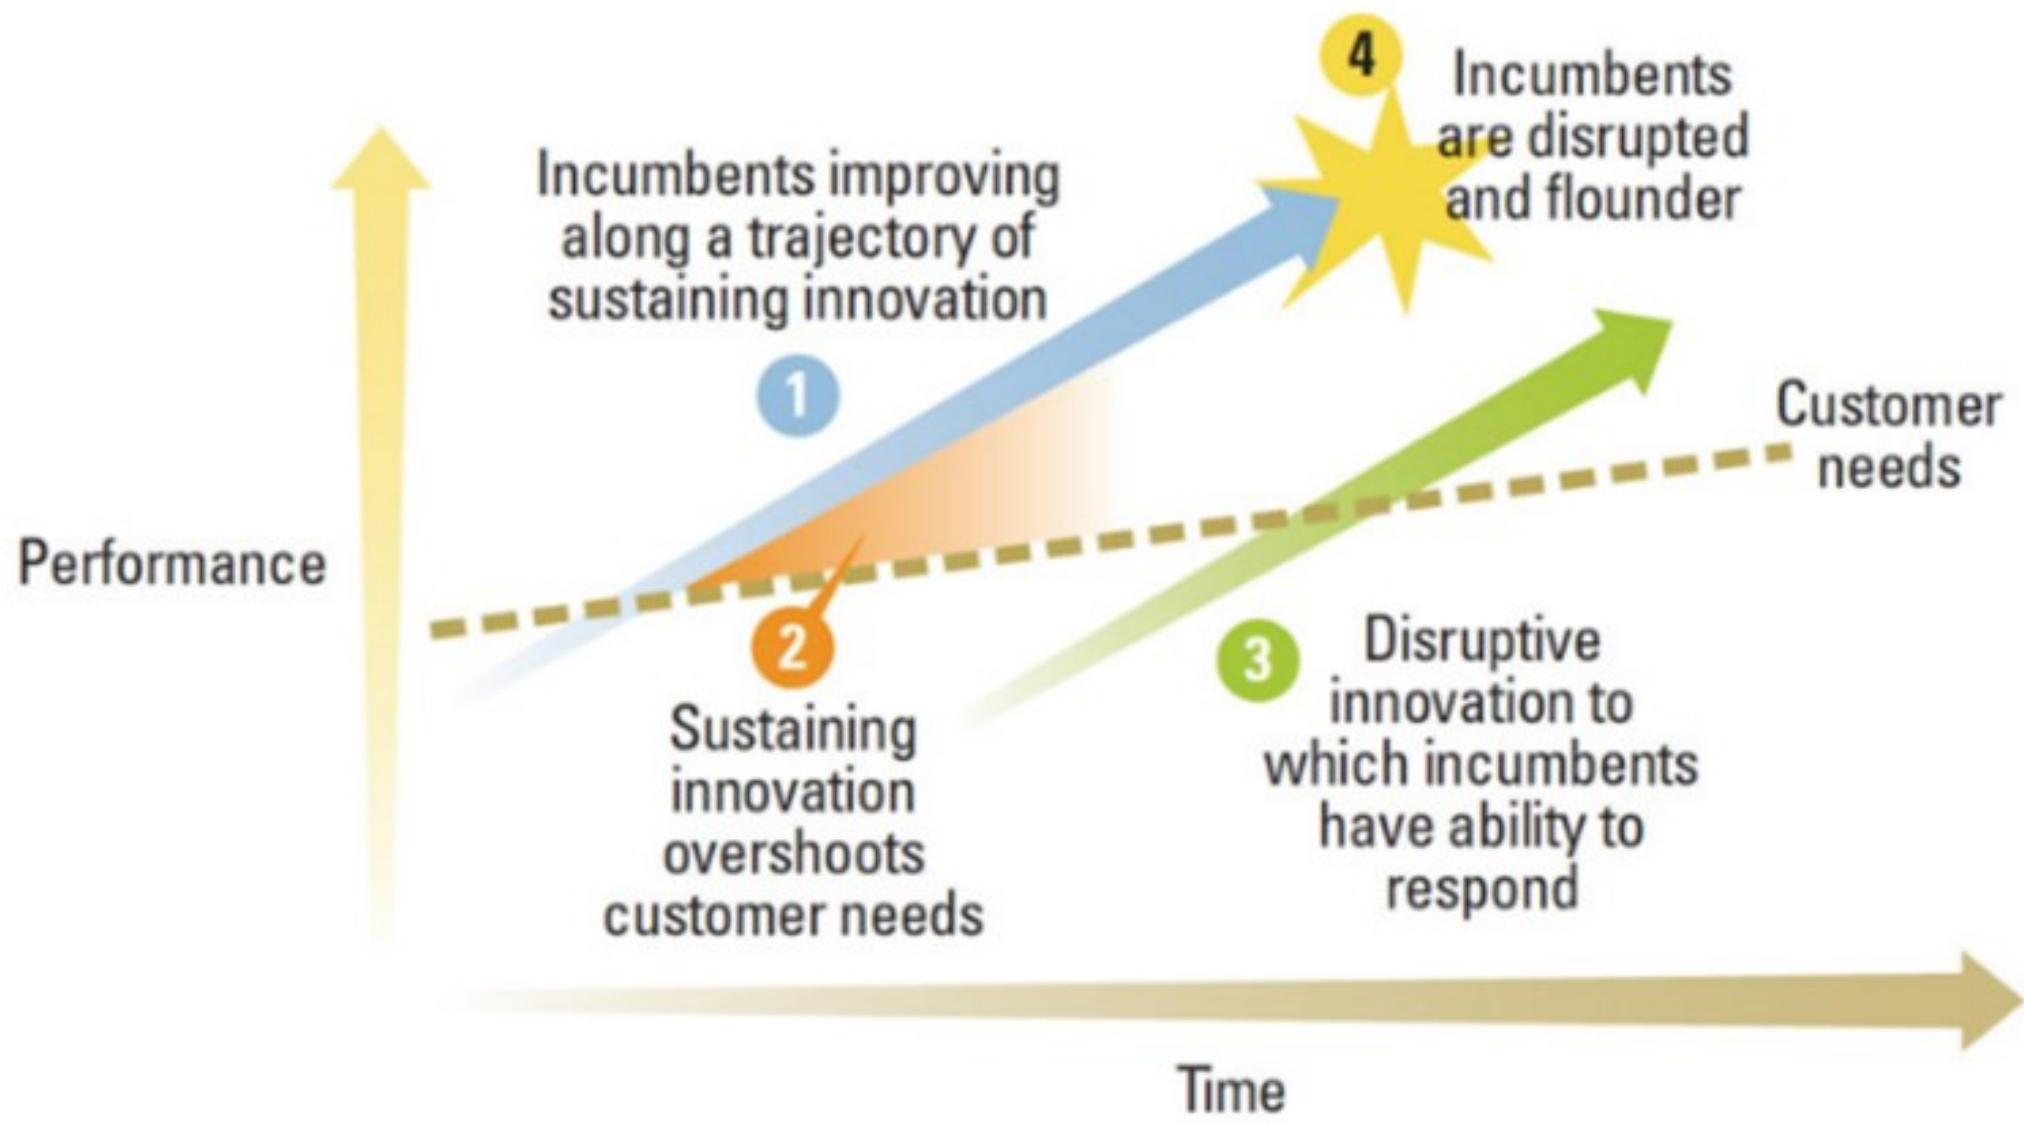 4
Incumbents
are disrupted
and flounder
Incumbents improving
along a trajectory of
sustaining innovation
1
Customer
needs
Performance
2
Sustaining
innovation
overshoots
customer needs
3
Disruptive
innovation to
which incumbents
have ability to
respond
Time